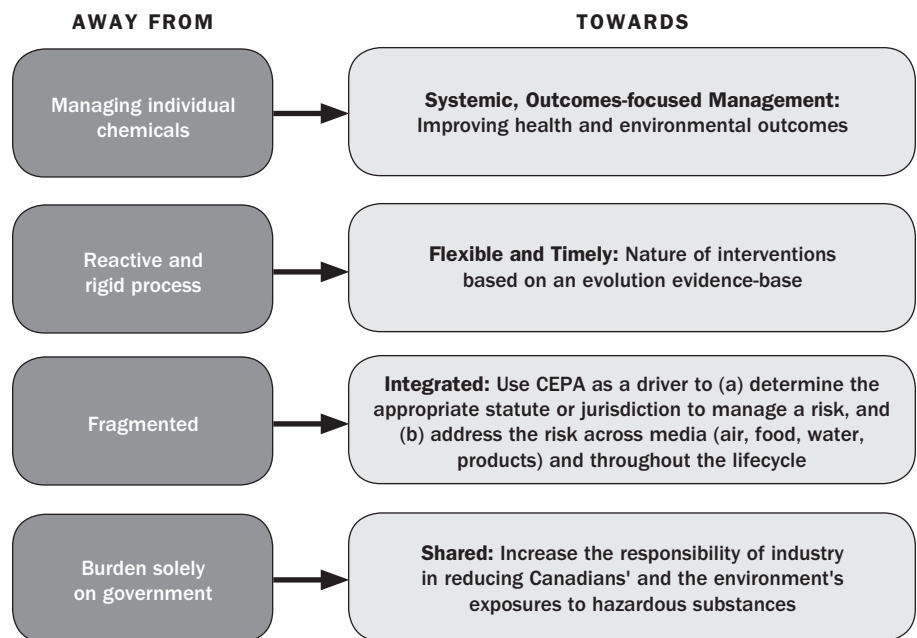 AWAY FROM
TOWARDS
Managing individual
chemicals
Systemic, Outcomes-focused Management:
Improving health and environmental outcomes
Reactive and
rigid process
Flexible and Timely: Nature of interventions
based on an evolution evidence-base
Fragmented
Integrated: Use CEPA as a driver to (a) determine the
appropriate statute or jurisdiction to manage a risk, and
(b) address the risk across media (air, food, water,
products) and throughout the lifecycle
Burden solely
on government
Shared: Increase the responsibility of industry
in reducing Canadians' and the environment's
exposures to hazardous substances